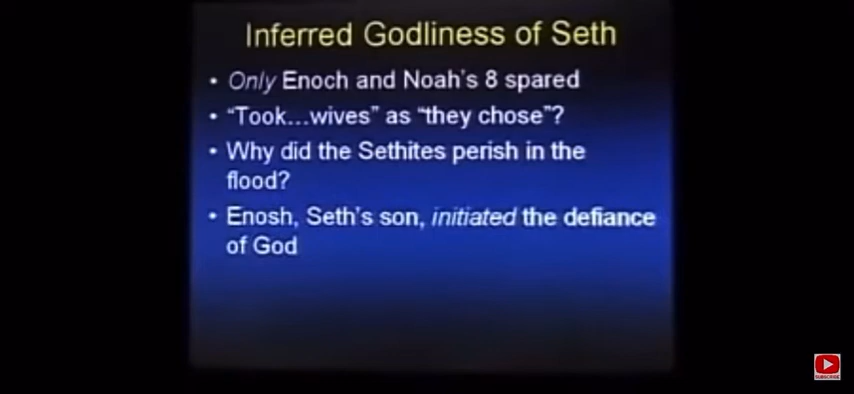 Inferred Godliness of Seth
• Only Enoch and Noah's 8 spared
• “Took…wives” as “they chose”?
• Why did the Sethites perish in the
flood?
• Enosh, Seth's son, initiated the defiance
of God
SUBSCRIBE